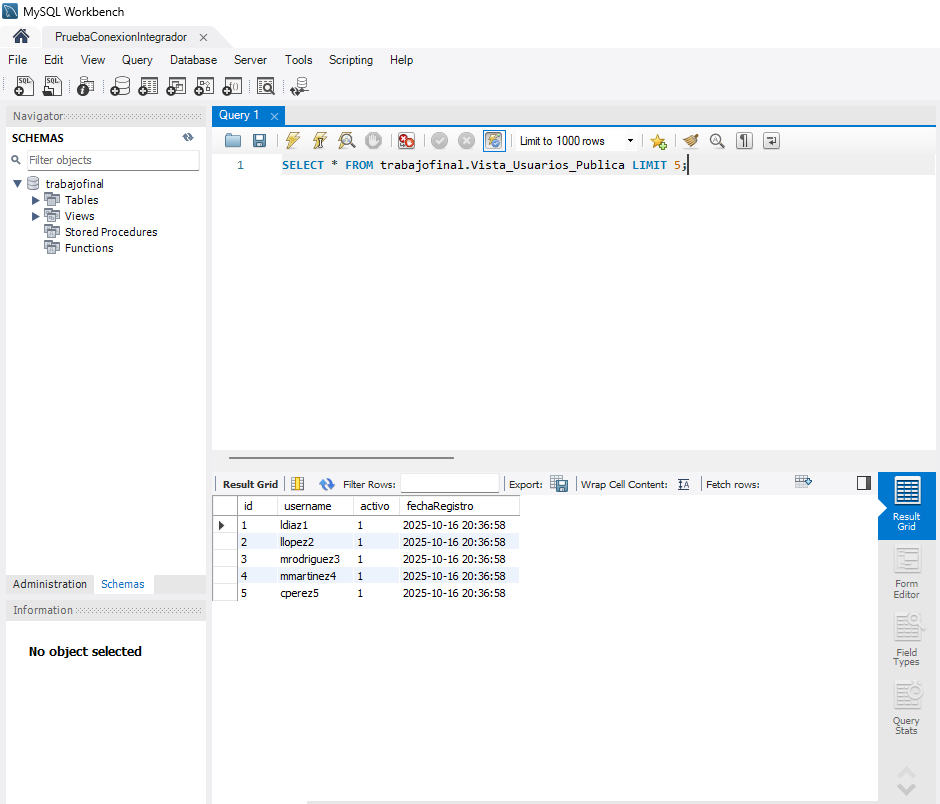 MySQL Workbench
PruebaConexionIntegrador
File Edit View Query Database Server Tools Scripting Help
SQL SQL
Navigator
SCHEMAS
Filter objects
trabajofinal
Tables
Views
Stored Procedures
Functions
Administration Schemas
Information
No object selected
Query 1
Limit to 1000 rows
1 SELECT * FROM trabajofinal.Vista_Usuarios_Publica LIMIT 5;
Result Grid Filter Rows: Export: Wrap Cell Content: Fetch rows:
id username activo fechaRegistro
1 ldiaz1 1 2025-10-16 20:36:58
2 llopez2 1 2025-10-16 20:36:58
3 mrodriguez3 1 2025-10-16 20:36:58
4 mmartinez4 1 2025-10-16 20:36:58
5 cperez5 1 2025-10-16 20:36:58
Result
Grid
Form
Editor
Field
Types
Query
Stats